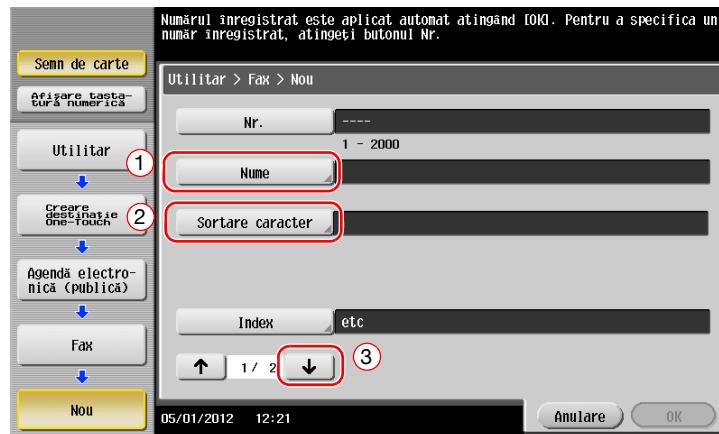 Numărul înregistrat este aplicat automat atingând [OK]. Pentru a specifica un
număr înregistrat, atingeți butonul Nr.
Semn de carte
Afișare tasta-
tură numerică
Utilitar > Fax > Nou
Nr.
----
1 - 2000
Utilitar
1
Nume
Creare
destinație
One-Touch
2
Sortare caracter
Agendă electro-
nică (publică)
Index
etc
Fax
↑
1/ 2
↓
3
Nou
05/01/2012 12:21
Anulare
OK